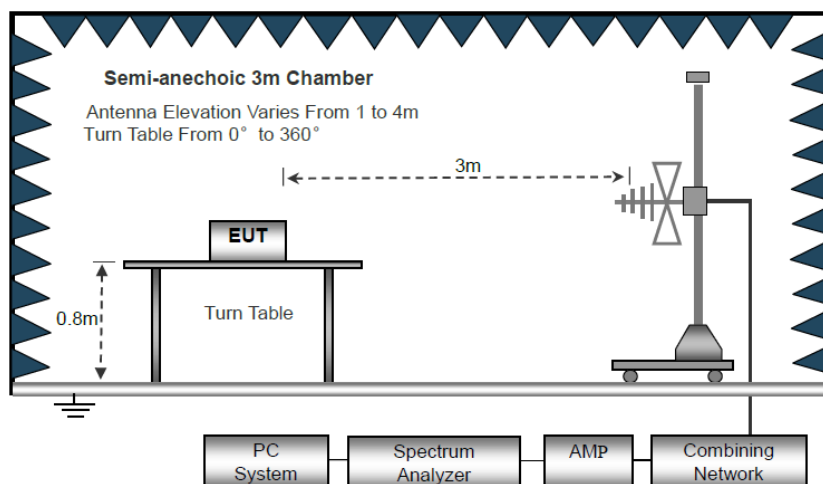 Semi-anechoic 3m Chamber
Antenna Elevation Varies From 1 to 4m
Turn Table From 0° to 360°
3m
EUT
0.8m
Turn Table
PC
System
Spectrum
Analyzer
AMP
Combining
Network